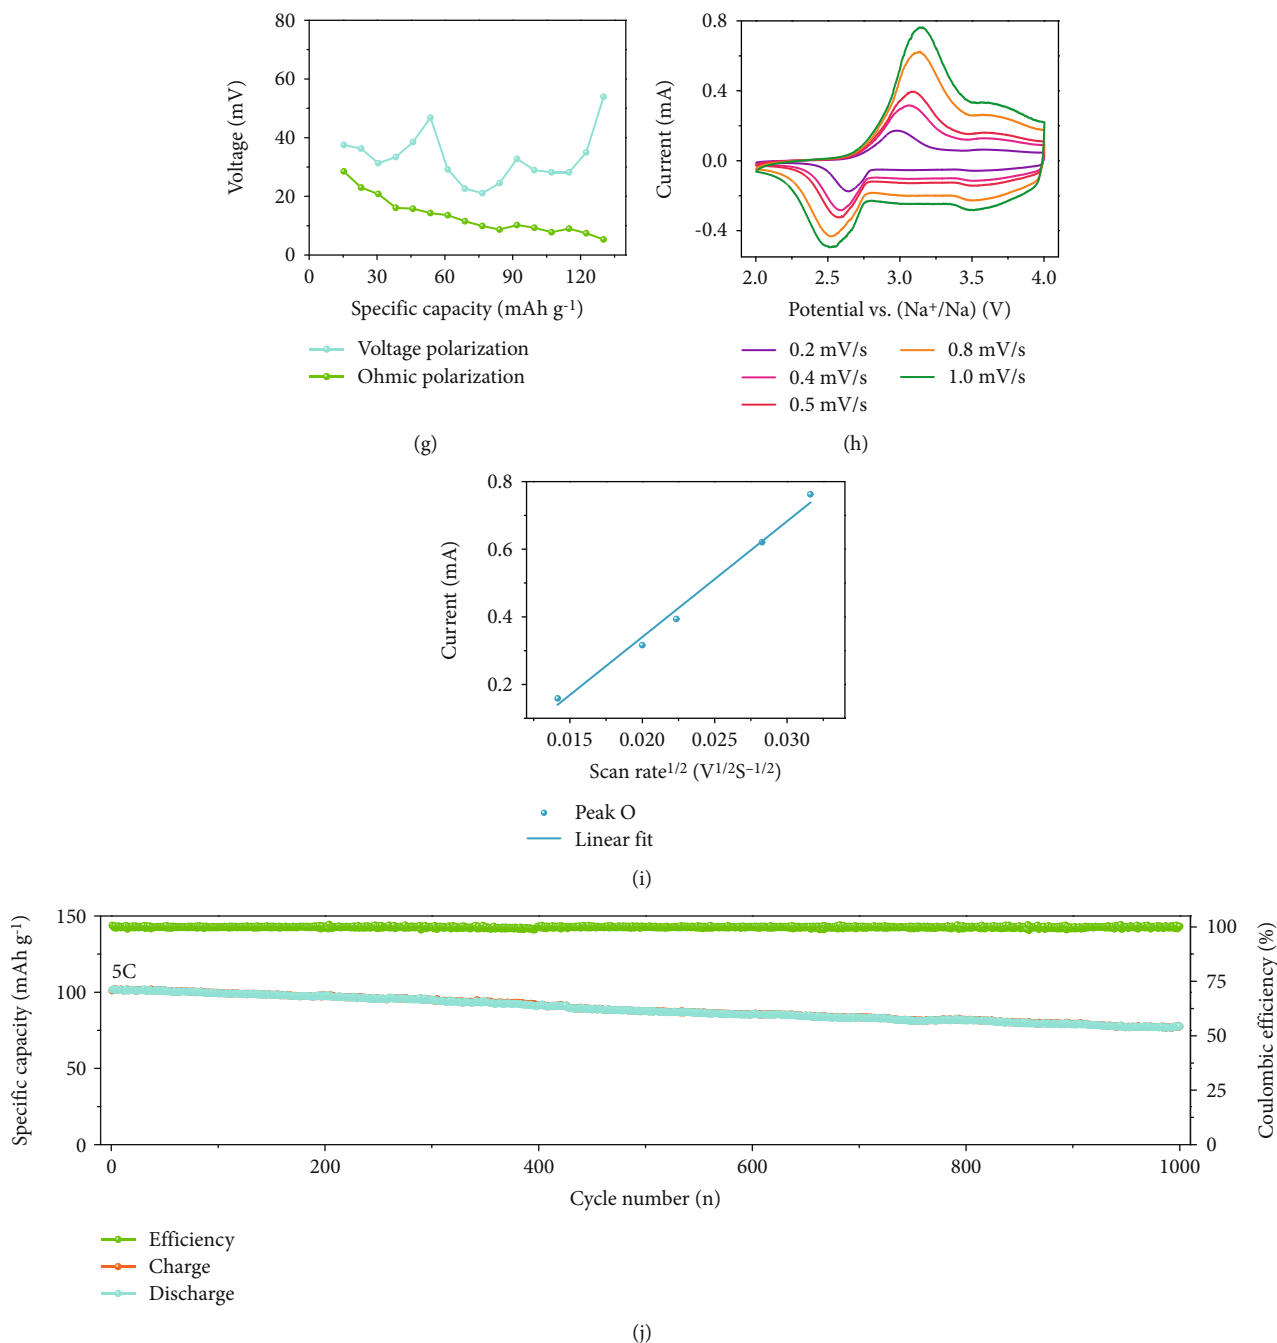 80
60
40
20
0
Voltage (mV)
0 30 60 90 120
Specific capacity (mAh g-1)
Voltage polarization
Ohmic polarization
(g)
0.8
0.4
0.0
-0.4
Current (mA)
2.0 2.5 3.0 3.5 4.0
Potential vs. (Na+/Na) (V)
0.2 mV/s 0.8 mV/s
0.4 mV/s 1.0 mV/s
0.5 mV/s
(h)
0.8
0.6
0.4
0.2
Current (mA)
0.015 0.020 0.025 0.030
Scan rate1/2 (V1/2S–1/2)
Peak O
Linear fit
(i)
150
100
50
0
Specific capacity (mAh g-1)
5C
100
75
50
25
0
Coulombic efficiency (%)
0 200 400 600 800 1000
Cycle number (n)
Efficiency
Charge
Discharge
(j)